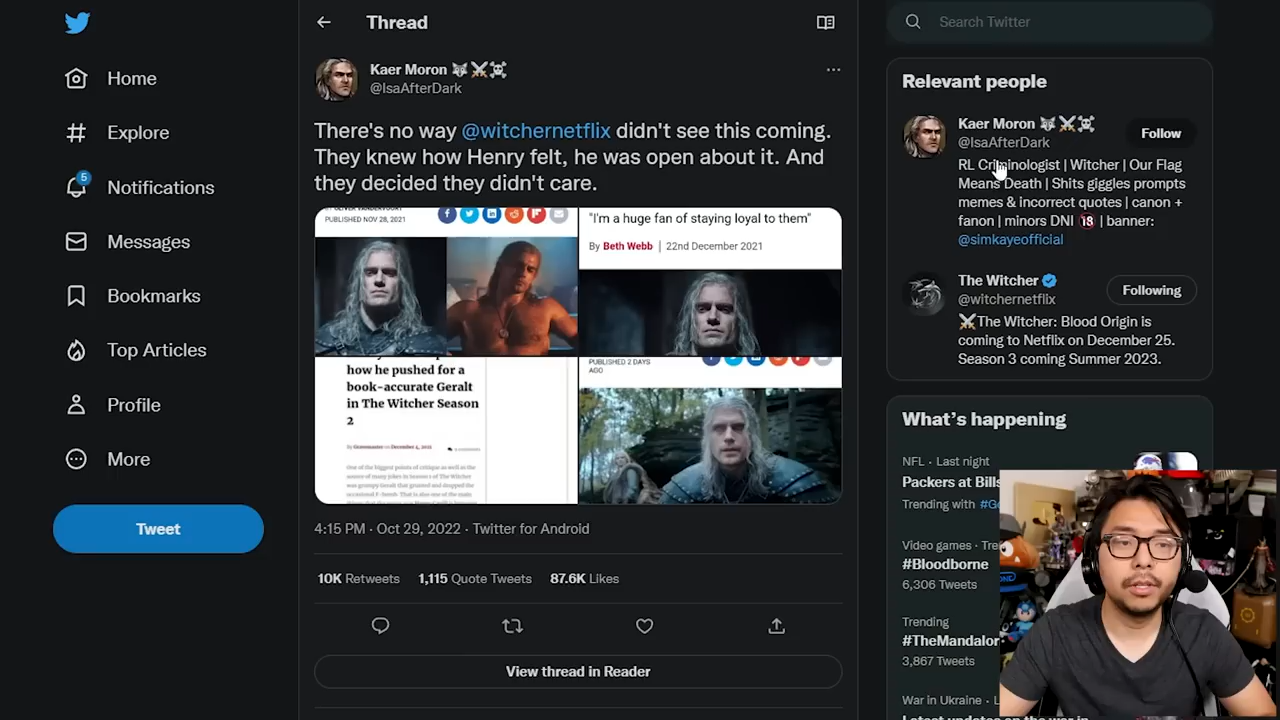 Thread
Search Twitter
Home
Explore
5
Notifications
Messages
Bookmarks
Top Articles
Profile
More
Tweet
Kaer Moron
@IsaAfterDark
There's no way @witchernetflix didn't see this coming.
They knew how Henry felt, he was open about it. And
they decided they didn't care.
PUBLISHED NOV 28, 2021
"I'm a huge fan of staying loyal to them"
By Beth Webb | 22nd December 2021
how he pushed for a
book-accurate Geralt
in The Witcher Season
2
PUBLISHED 2 DAYS
AGO
4:15 PM · Oct 29, 2022 · Twitter for Android
10K Retweets 1,115 Quote Tweets 87.6K Likes
View thread in Reader
Relevant people
Kaer Moron
Follow
@IsaAfterDark
RL Criminologist | Witcher | Our Flag
Means Death | Shits giggles prompts
memes & incorrect quotes | canon +
fanon | minors DNI 🔞 | banner:
@simkayeofficial
The Witcher
Following
@witchernetflix
⚔️The Witcher: Blood Origin is
coming to Netflix on December 25.
Season 3 coming Summer 2023.
What's happening
NFL · Last night
Packers at Bills
Trending with
Video games ·
#Bloodborne
6,306 Tweets
Trending
#TheMandalor
3,867 Tweets
War in Ukraine ·